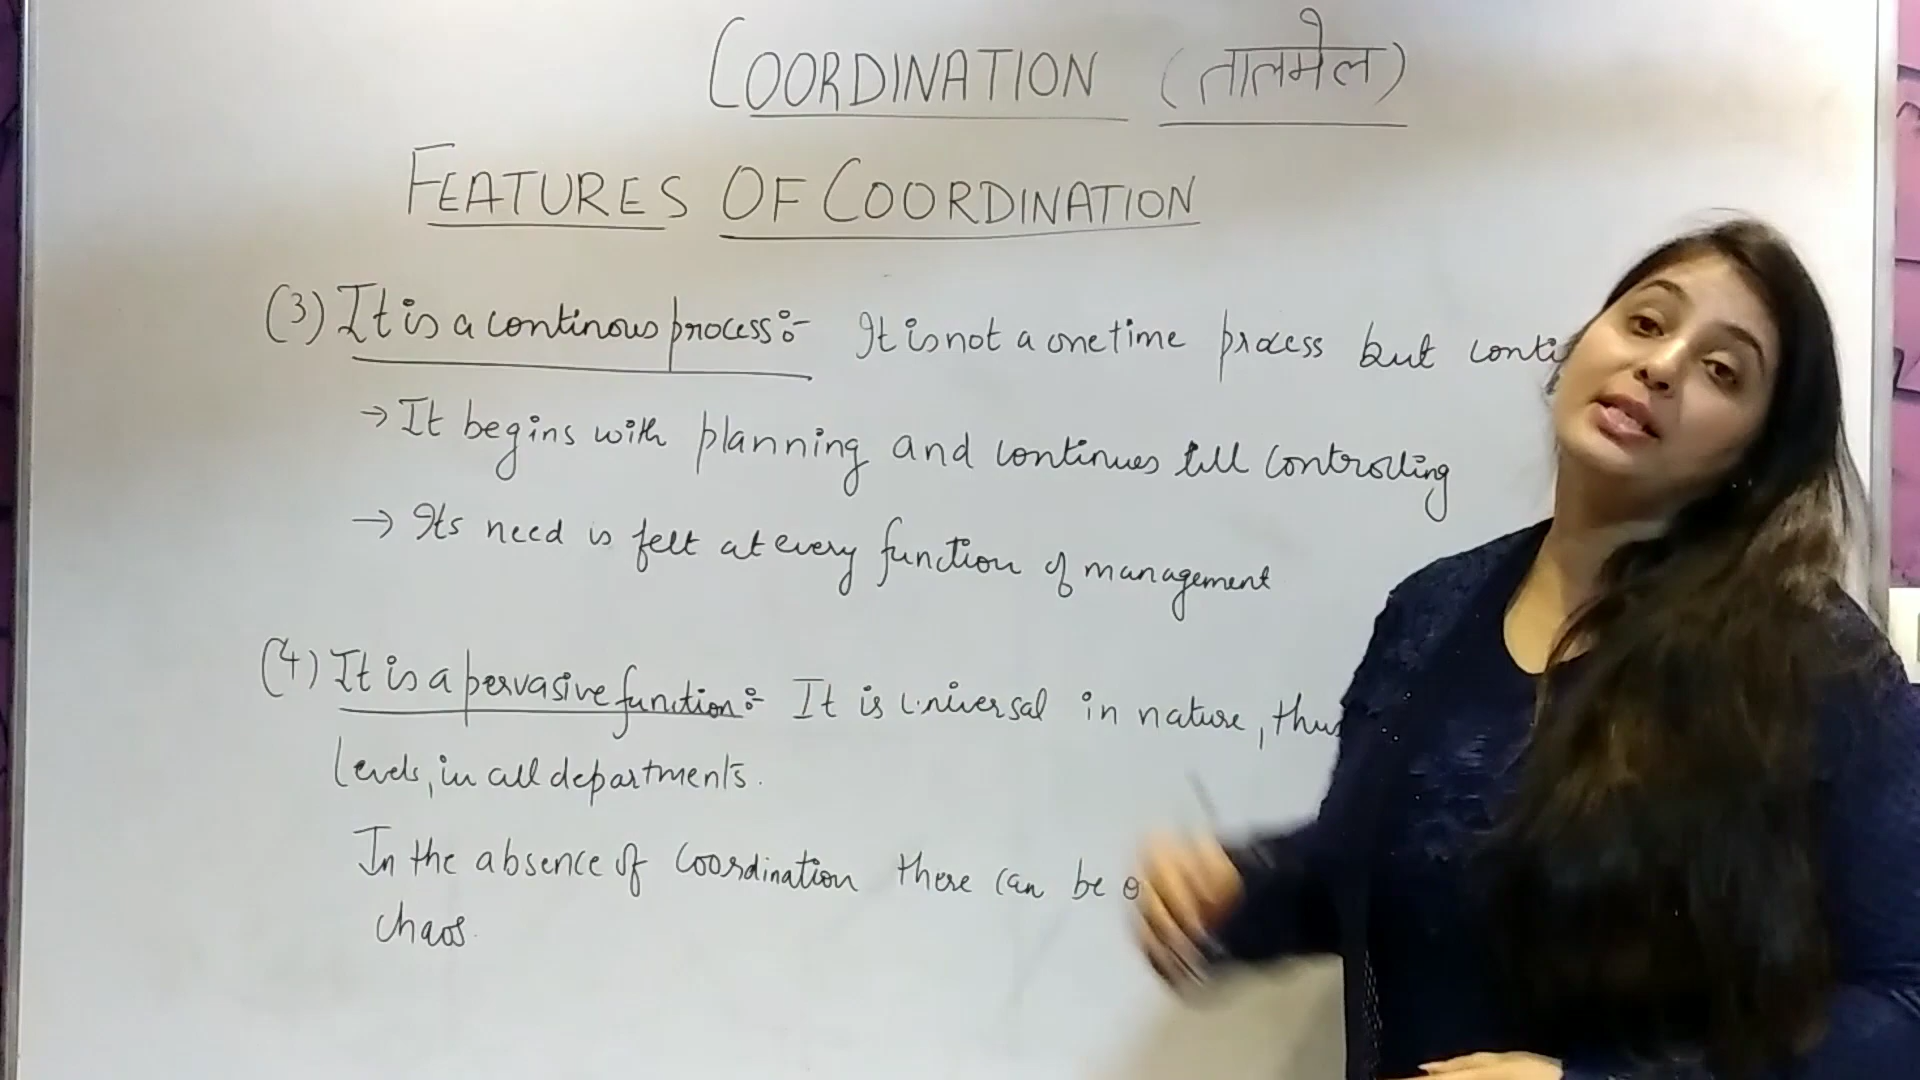 COORDINATION (तालमेल)
FEATURES OF COORDINATION
(3) It is a continous process :- It is not a one time process but conti
→ It begins with planning and continues till controlling
→ Its need is felt at every function of management
(4) It is a pervasive function :- It is universal in nature, thus
levels, in all departments.
In the absence of coordination there can be
chaos.